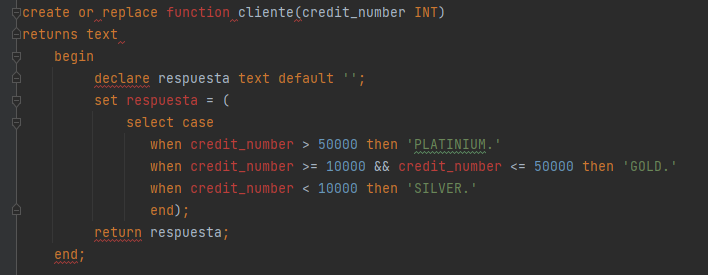 create or replace function cliente(credit_number INT)
returns text
begin
declare respuesta text default '';
set respuesta = (
select case
when credit_number > 50000 then 'PLATINIUM.'
when credit_number >= 10000 && credit_number <= 50000 then 'GOLD.'
when credit_number < 10000 then 'SILVER.'
end);
return respuesta;
end;